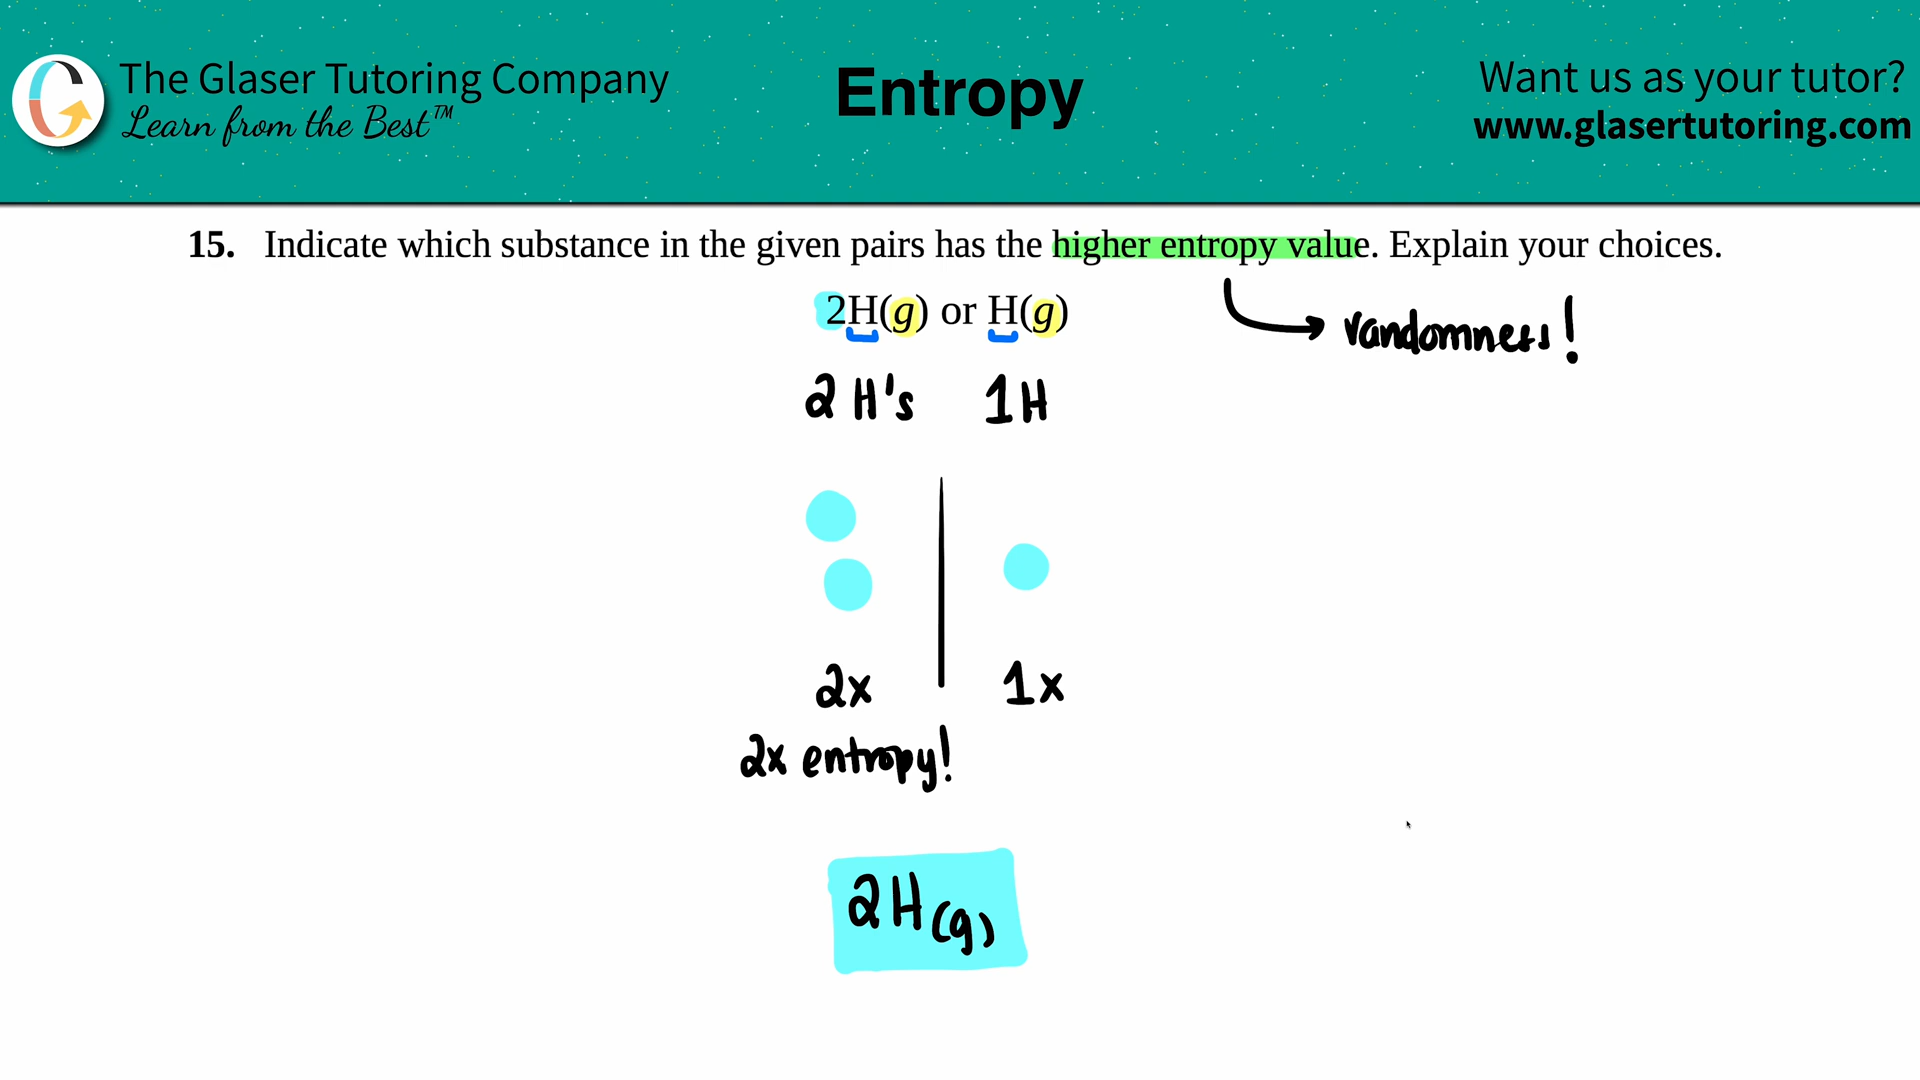 The Glaser Tutoring Company
Learn from the Best™
Entropy
Want us as your tutor?
www.glasertutoring.com
15. Indicate which substance in the given pairs has the higher entropy value. Explain your choices.
2H(g) or H(g)
randomness!
2 H's 1H
2x 1x
2x entropy!
2H(g)